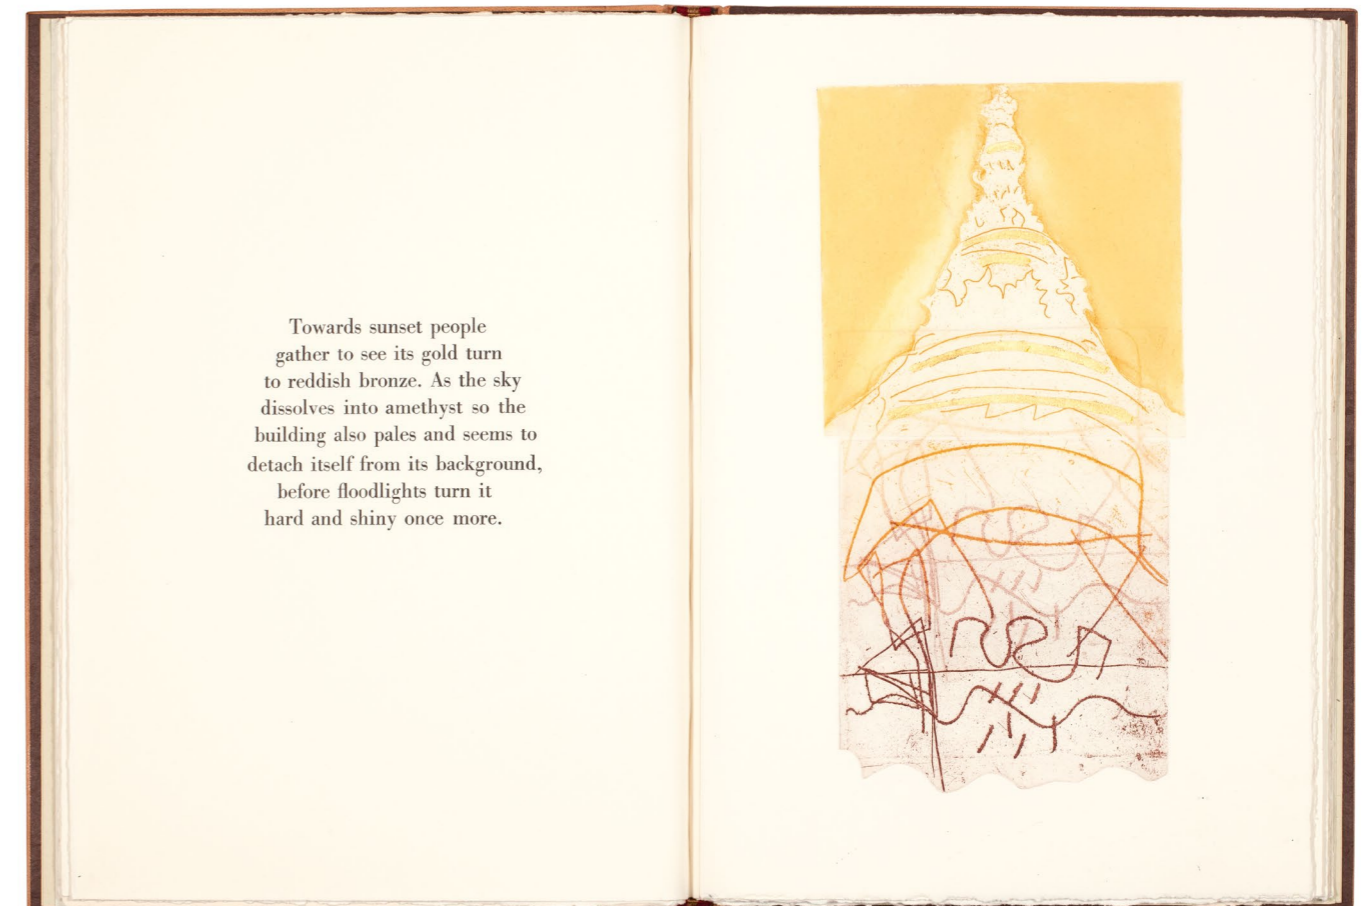 Towards sunset people
gather to see its gold turn
to reddish bronze. As the sky
dissolves into amethyst so the
building also pales and seems to
detach itself from its background,
before floodlights turn it
hard and shiny once more.